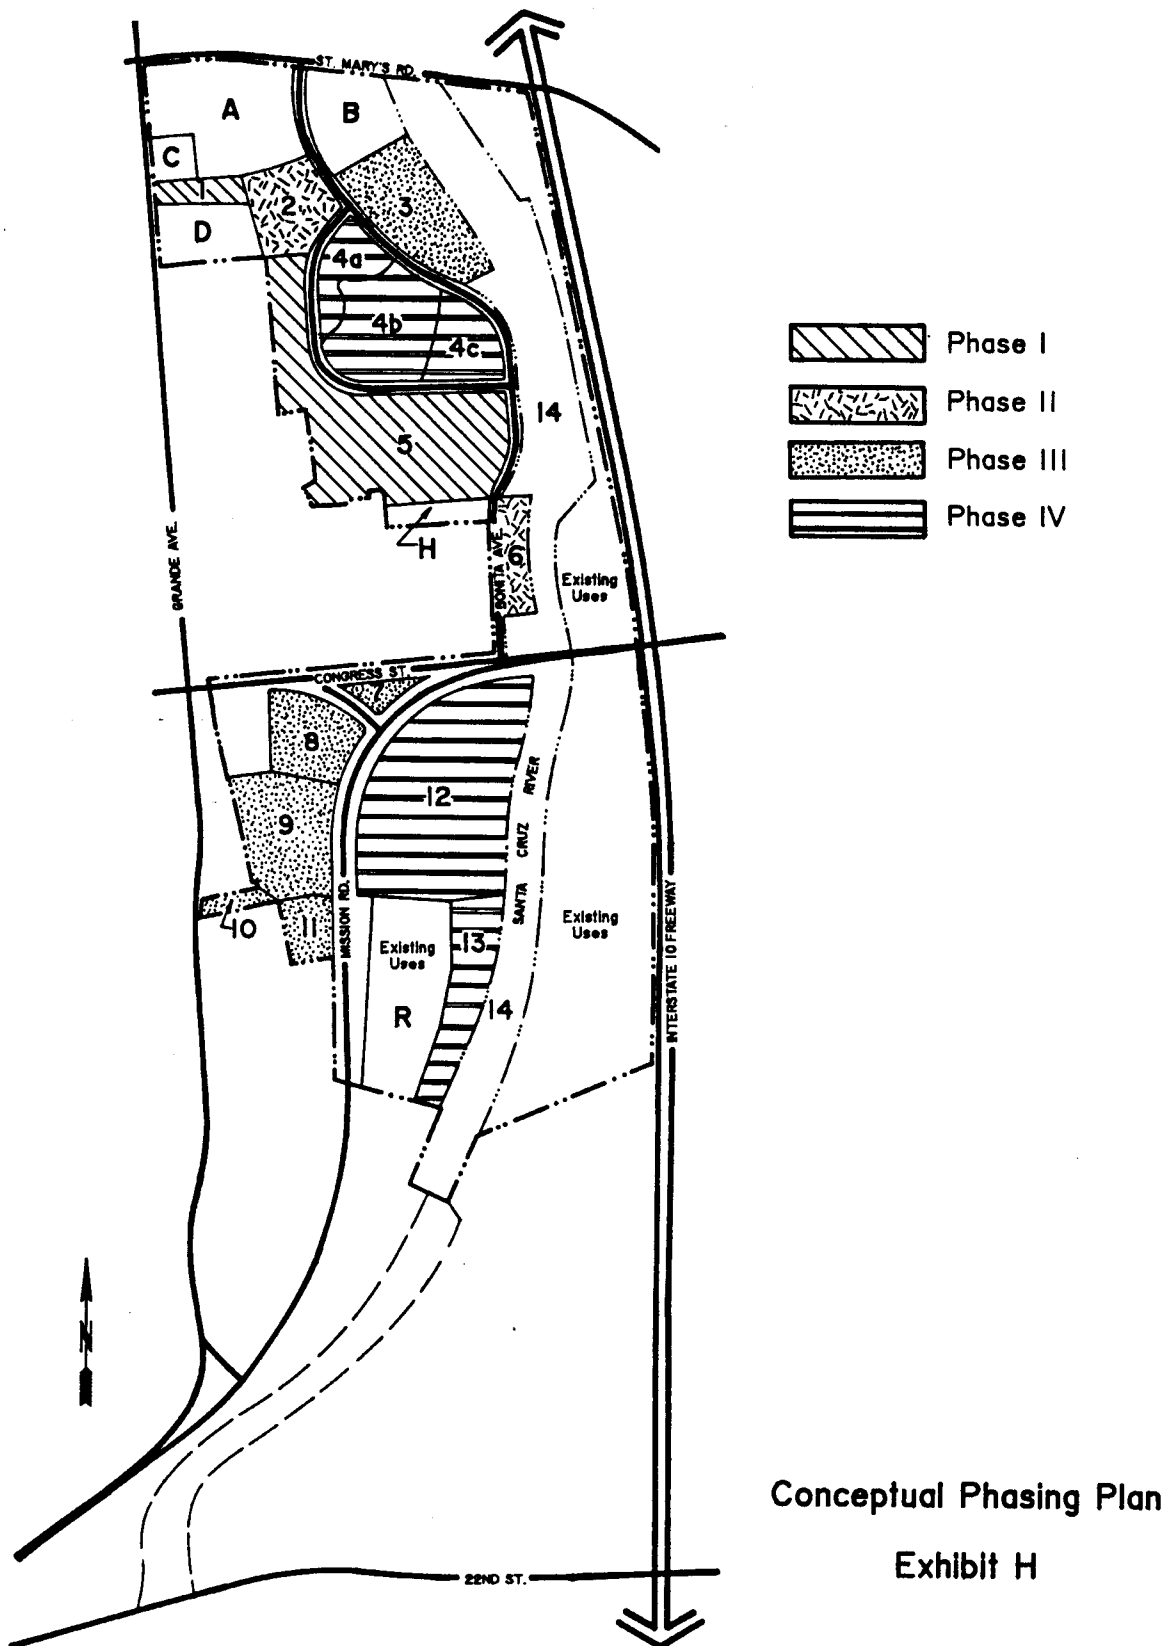 ST. MARY'S RD.
A
B
C
1
2
3
D
4a
4b
4c
14
5
H
6
BONITA AVE.
GRANDE AVE.
Existing
Uses
CONGRESS ST.
7
8
12
9
SANTA CRUZ RIVER
10
11
MISSION RD.
Existing
Uses
13
Existing
Uses
R
14
INTERSTATE 10 FREEWAY
N
22ND ST.
Phase I
Phase II
Phase III
Phase IV
Conceptual Phasing Plan
Exhibit H